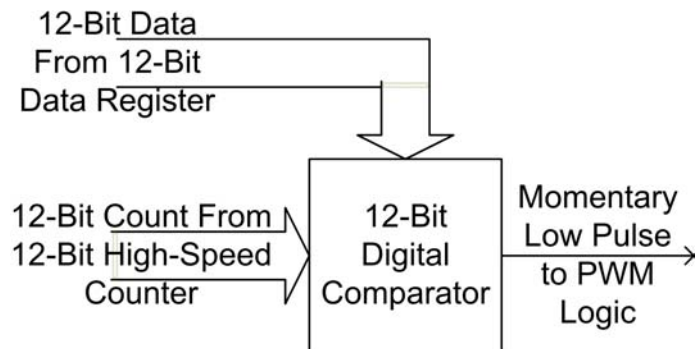 12-Bit Data
From 12-Bit
Data Register
12-Bit Count From
12-Bit High-Speed
Counter
12-Bit
Digital
Comparator
Momentary
Low Pulse
to PWM
Logic